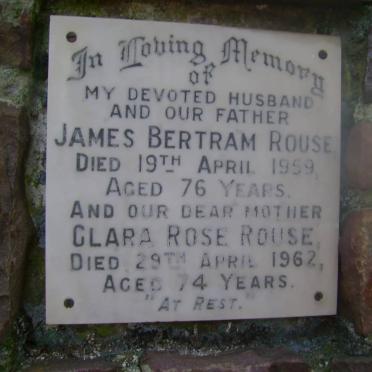 In Loving Memory
of
MY DEVOTED HUSBAND
AND OUR FATHER
JAMES BERTRAM ROUSE,
DIED 19TH APRIL 1959,
AGED 76 YEARS.
AND OUR DEAR MOTHER
CLARA ROSE ROUSE,
DIED 29TH APRIL 1962,
AGED 74 YEARS.
"AT REST."